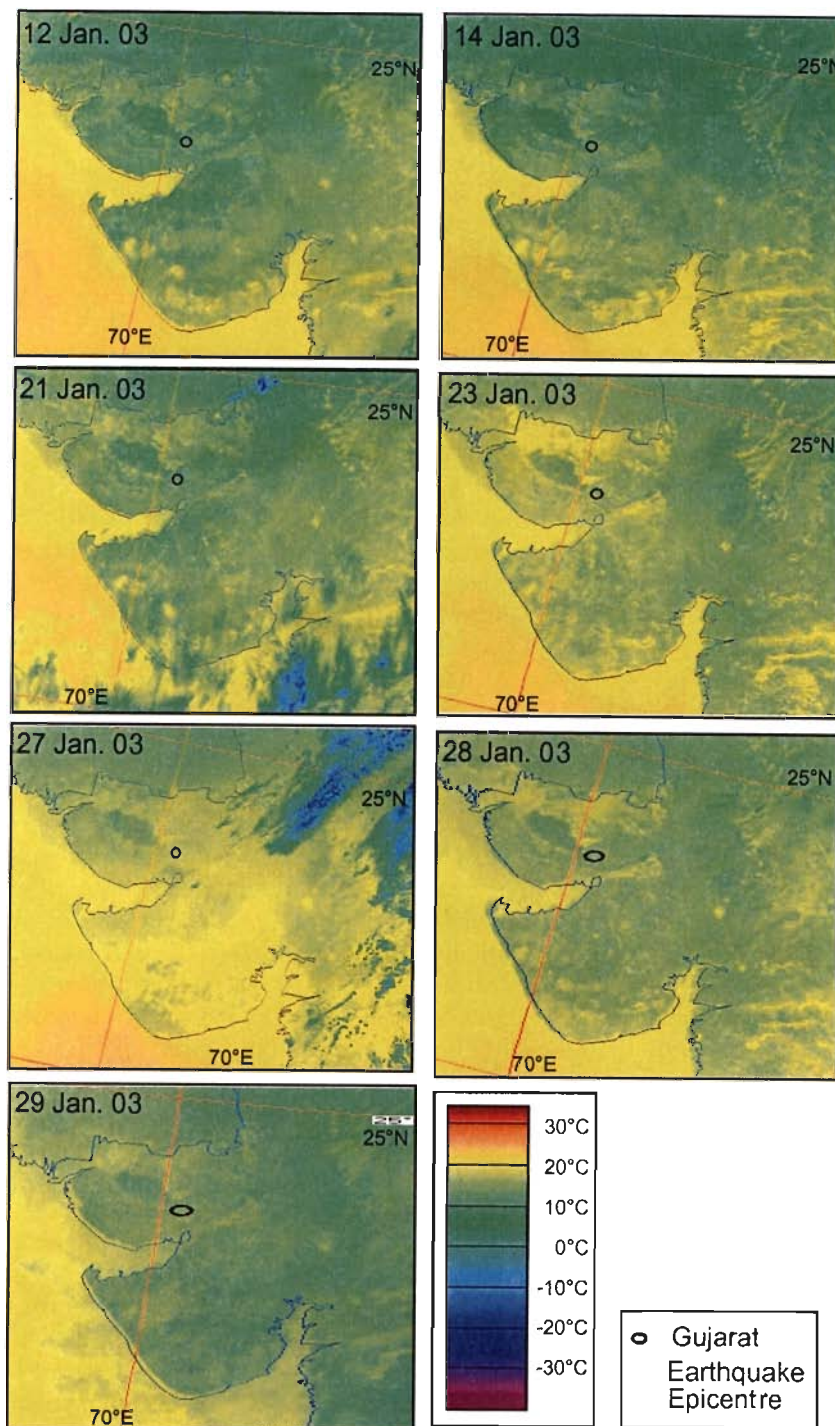 12 Jan. 03
25°N
70°E
14 Jan. 03
25°N
70°E
21 Jan. 03
25°N
70°E
23 Jan. 03
25°N
70°E
27 Jan. 03
25°N
70°E
28 Jan. 03
25°N
70°E
29 Jan. 03
25°
25°N
70°E
30°C
20°C
10°C
0°C
-10°C
-20°C
-30°C
Gujarat
Earthquake
Epicentre